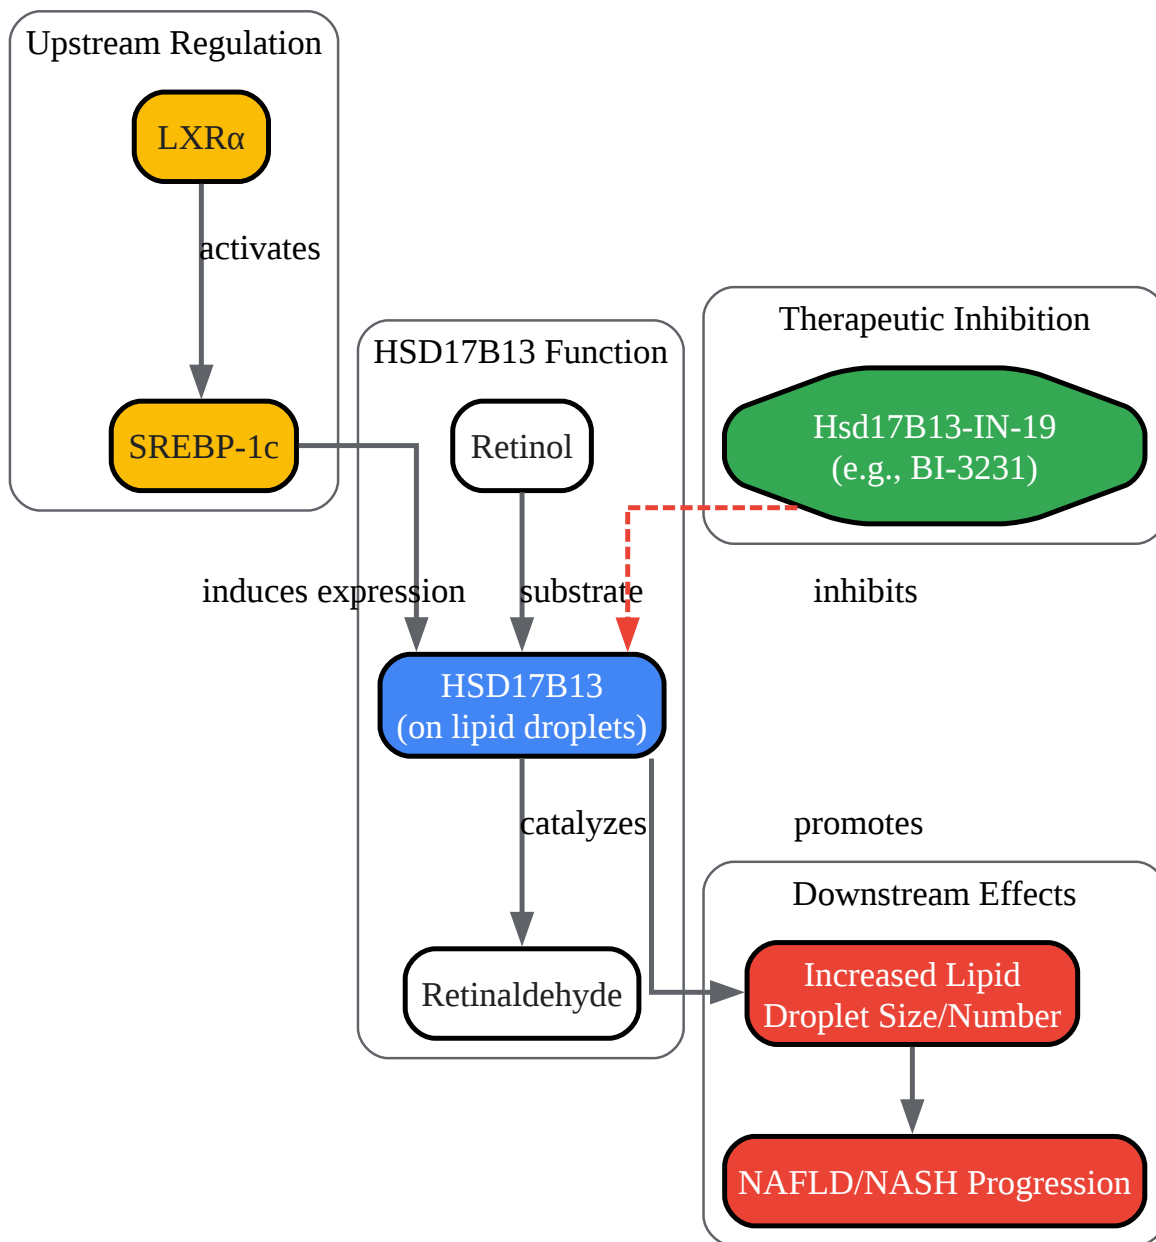 Upstream Regulation
LXRα
activates
SREBP-1c
induces expression
HSD17B13 Function
Retinol
substrate
HSD17B13
(on lipid droplets)
catalyzes
Retinaldehyde
Therapeutic Inhibition
Hsd17B13-IN-19
(e.g., BI-3231)
inhibits
promotes
Downstream Effects
Increased Lipid
Droplet Size/Number
NAFLD/NASH Progression